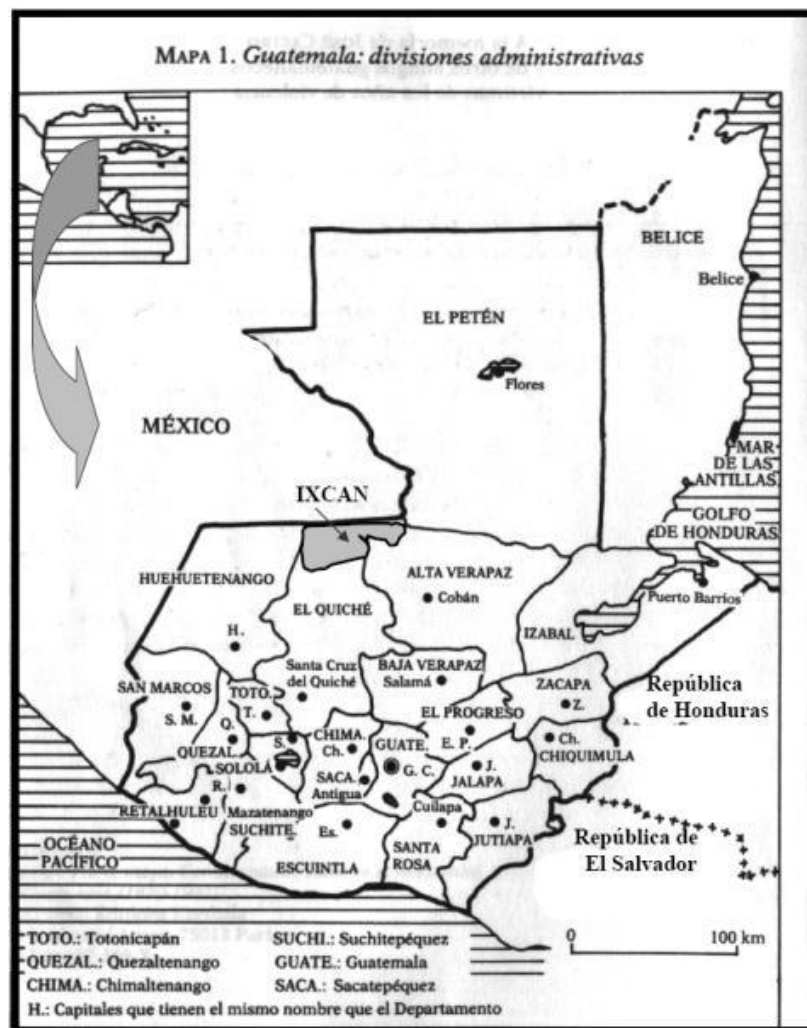 MAPA 1. Guatemala: divisiones administrativas
BELICE
Belice
EL PETÉN
Flores
MÉXICO
MAR
DE LAS
ANTILLAS
GOLFO
DE HONDURAS
IXCAN
HUEHUETENANGO
ALTA VERAPAZ
Cobán
EL QUICHÉ
Puerto Barrios
IZABAL
H.
Santa Cruz
del Quiché
BAJA VERAPAZ
Salamá
SAN MARCOS
S. M.
TOTO.
T.
ZACAPA
Z.
República
de Honduras
EL PROGRESO
E. P.
Q.
QUEZAL.
S.
SOLOLÁ
CHIMA.
Ch.
GUATE.
G. C.
Ch.
CHIQUIMULA
J.
JALAPA
SACA.
Antigua
R.
RETALHULEU
Mazatenango
SUCHITE.
Es.
ESCUINTLA
Cuilapa
SANTA
ROSA
J.
JUTIAPA
OCÉANO
PACÍFICO
República de
El Salvador
0 100 km
TOTO.: Totonicapán SUCHI.: Suchitepéquez
QUEZAL.: Quezaltenango GUATE.: Guatemala
CHIMA.: Chimaltenango SACA.: Sacatepéquez
H.: Capitales que tienen el mismo nombre que el Departamento